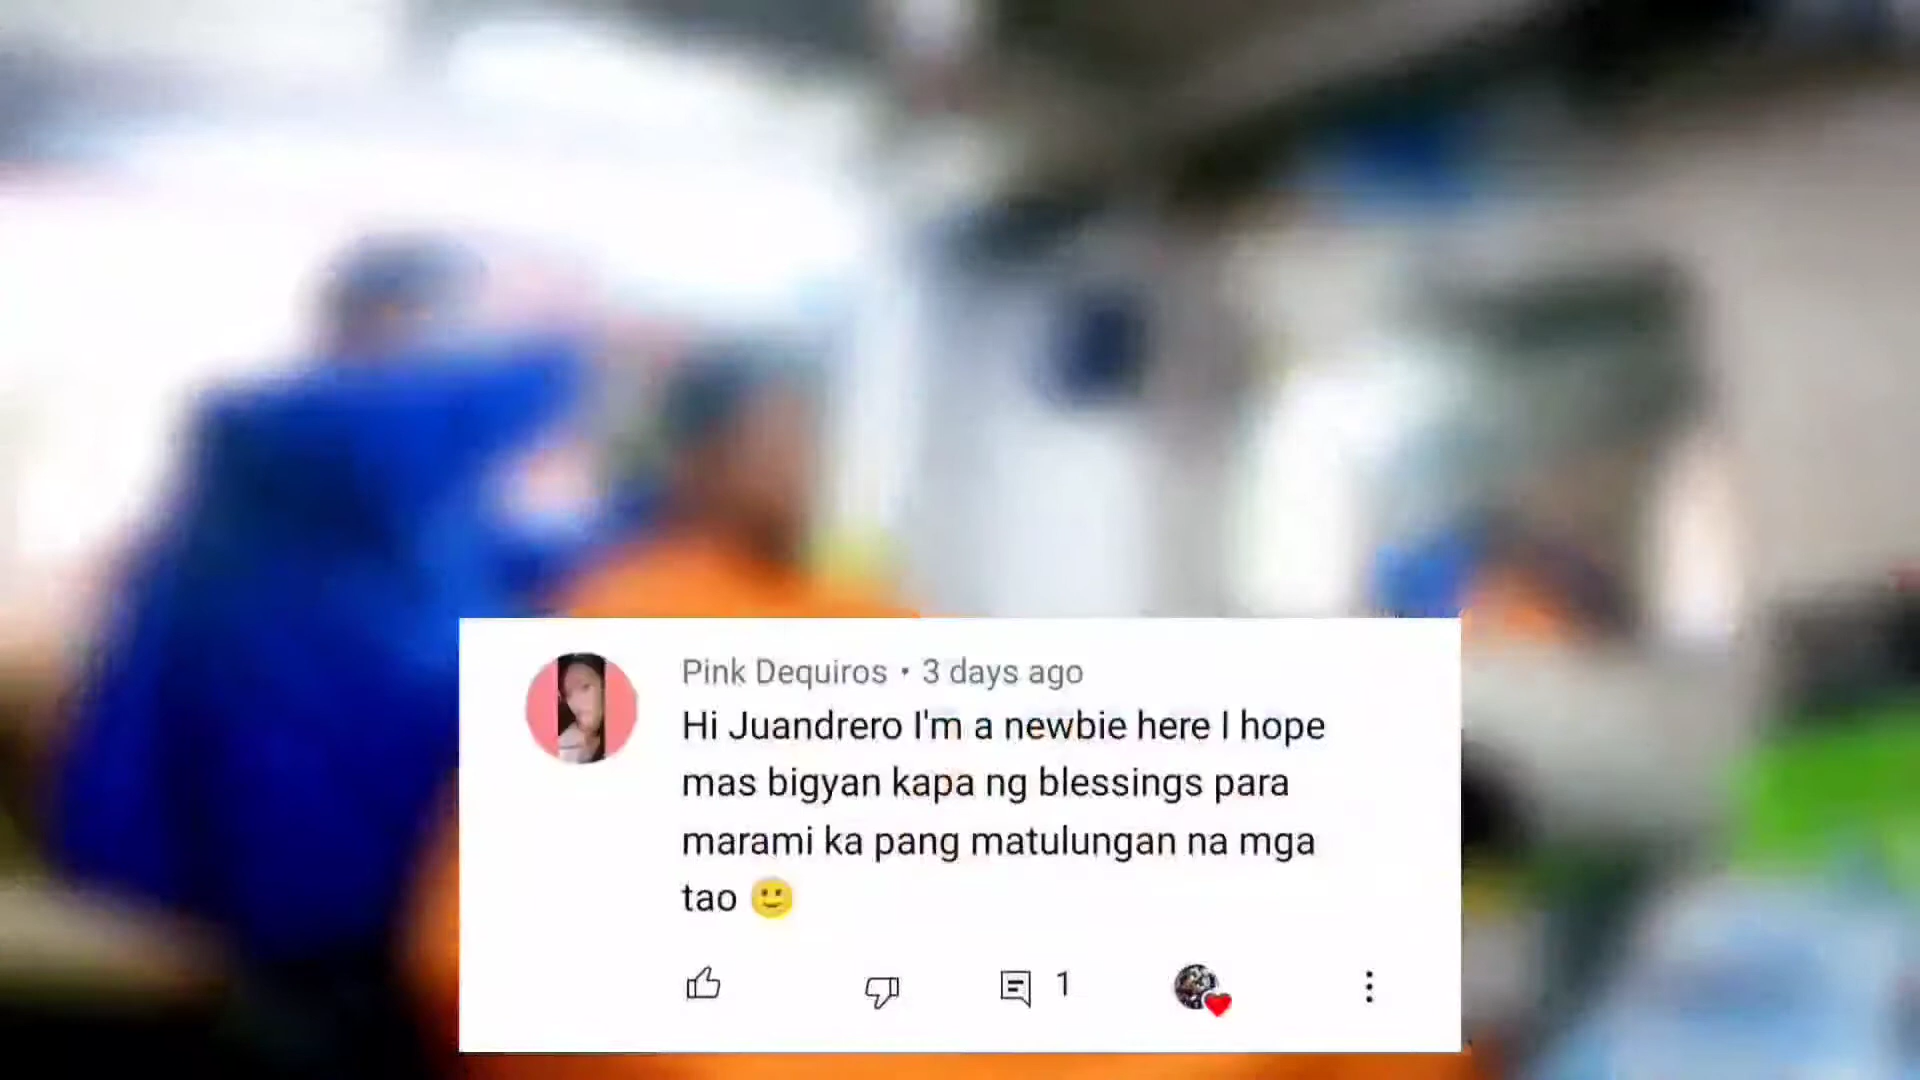 Pink Dequiros • 3 days ago
Hi Juandrero I'm a newbie here I hope
mas bigyan kapa ng blessings para
marami ka pang matulungan na mga
tao 🙂
1